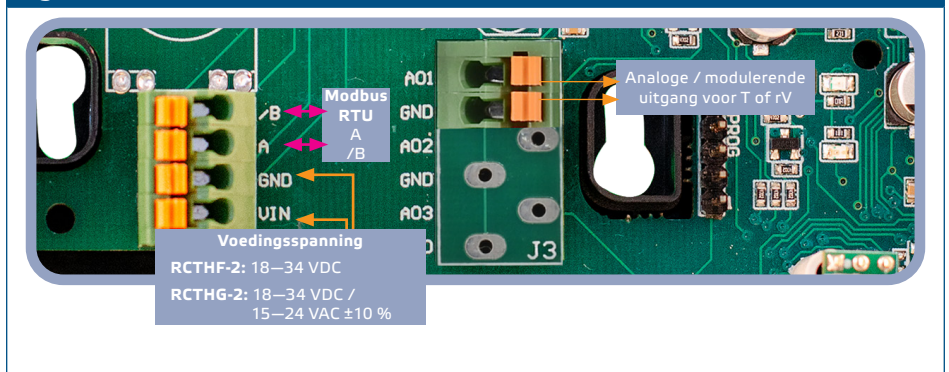 /B
A
GND
VIN
Modbus
RTU
A
/B
AO1
GND
AO2
GND
AO3
J3
PROG
Analoge / modulerende
uitgang voor T of rV
Voedingsspanning
RCTHF-2: 18—34 VDC
RCTHG-2: 18—34 VDC /
15—24 VAC ±10 %